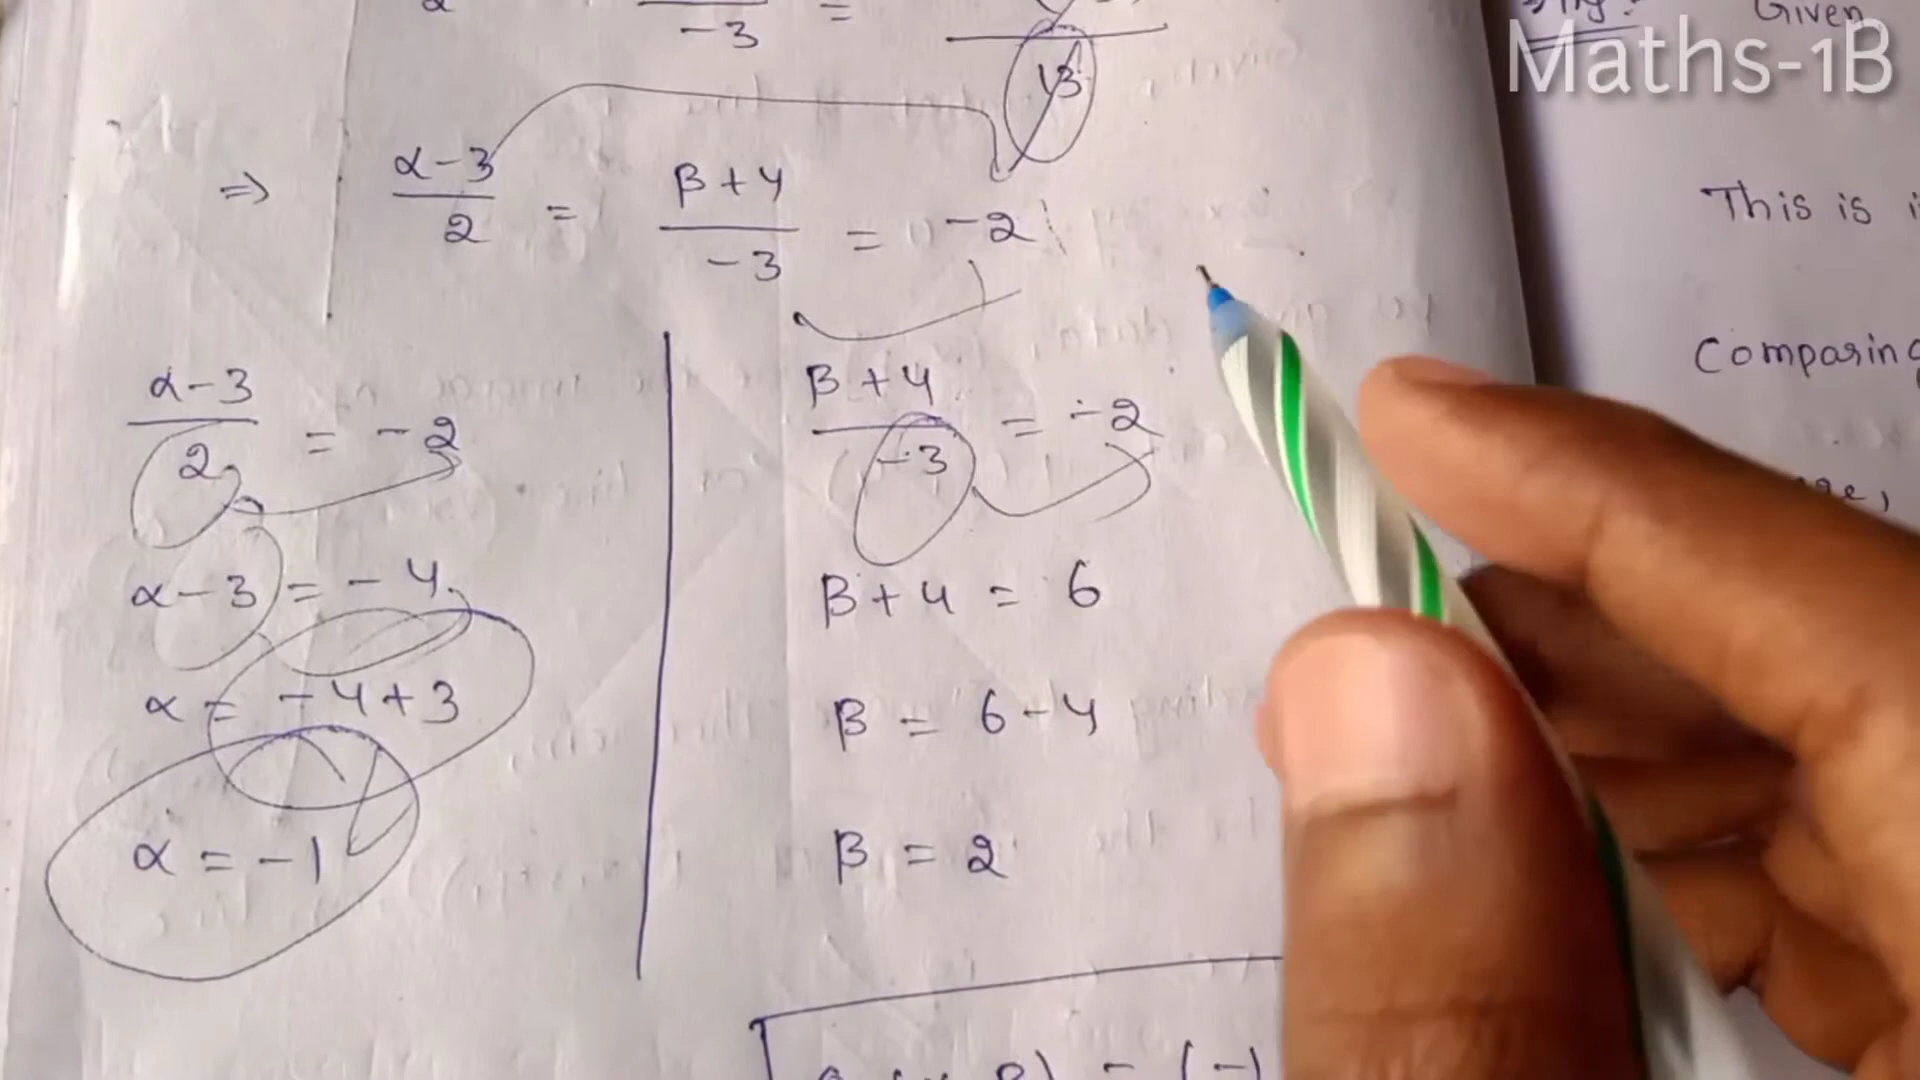 Maths-1B
Given
α -3 = 13
⇒ α-3/2 = β+4/-3 = -2
α-3/2 = -2
α-3 = -4
α = -4+3
α = -1
β+4/-3 = -2
β+4 = 6
β = 6-4
β = 2
This is
Comparing